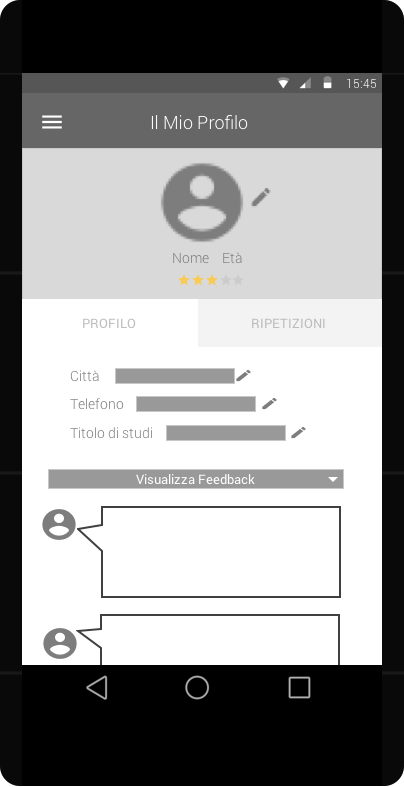 15:45
Il Mio Profilo
Nome Età
PROFILO RIPETIZIONI
Città
Telefono
Titolo di studi
Visualizza Feedback